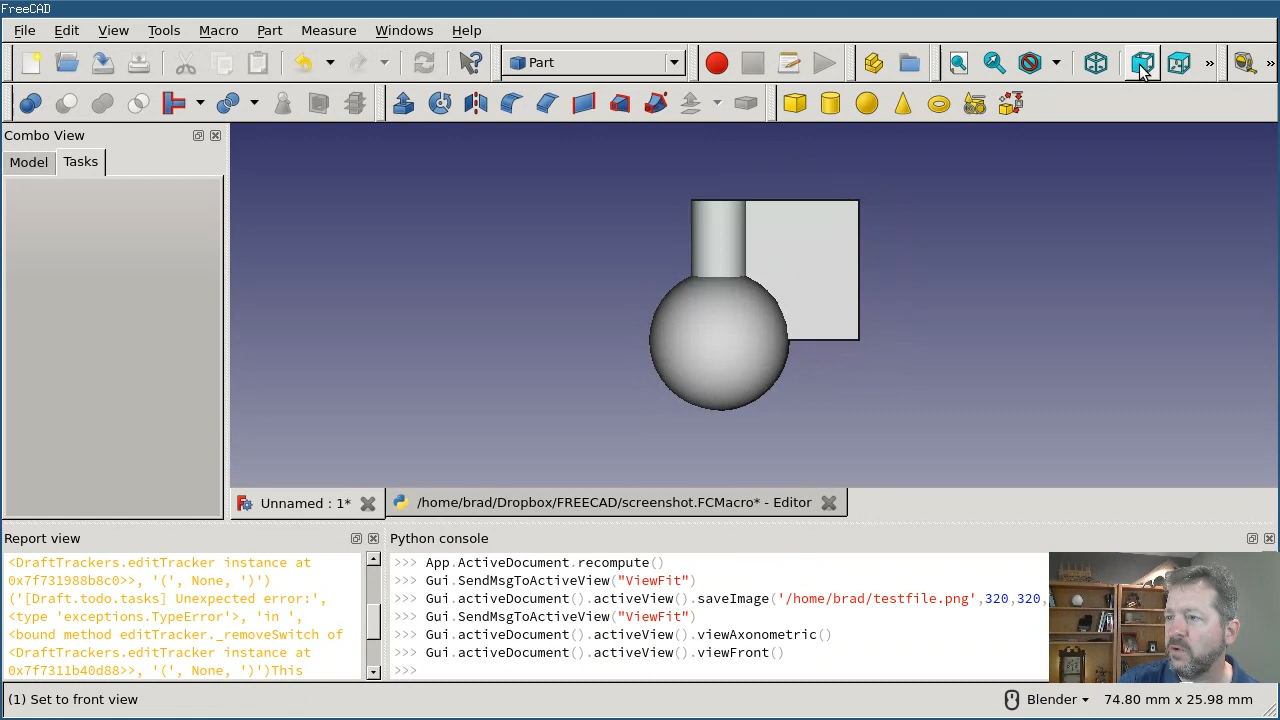 FreeCAD
File Edit View Tools Macro Part Measure Windows Help
Part
Combo View
Model Tasks
Unnamed : 1*
/home/brad/Dropbox/FREECAD/screenshot.FCMacro* - Editor
Report view
<DraftTrackers.editTracker instance at
0x7f731988b8c0>>, '(', None, ')')
('[Draft.todo.tasks] Unexpected error:',
<type 'exceptions.TypeError'>, 'in ',
<bound method editTracker._removeSwitch of
<DraftTrackers.editTracker instance at
0x7f7311b40d88>>, '(', None, ')')This
Python console
>>> App.ActiveDocument.recompute()
>>> Gui.SendMsgToActiveView("ViewFit")
>>> Gui.activeDocument().activeView().saveImage('/home/brad/testfile.png',320,320,
>>> Gui.SendMsgToActiveView("ViewFit")
>>> Gui.activeDocument().activeView().viewAxonometric()
>>> Gui.activeDocument().activeView().viewFront()
>>>
(1) Set to front view
Blender
74.80 mm x 25.98 mm